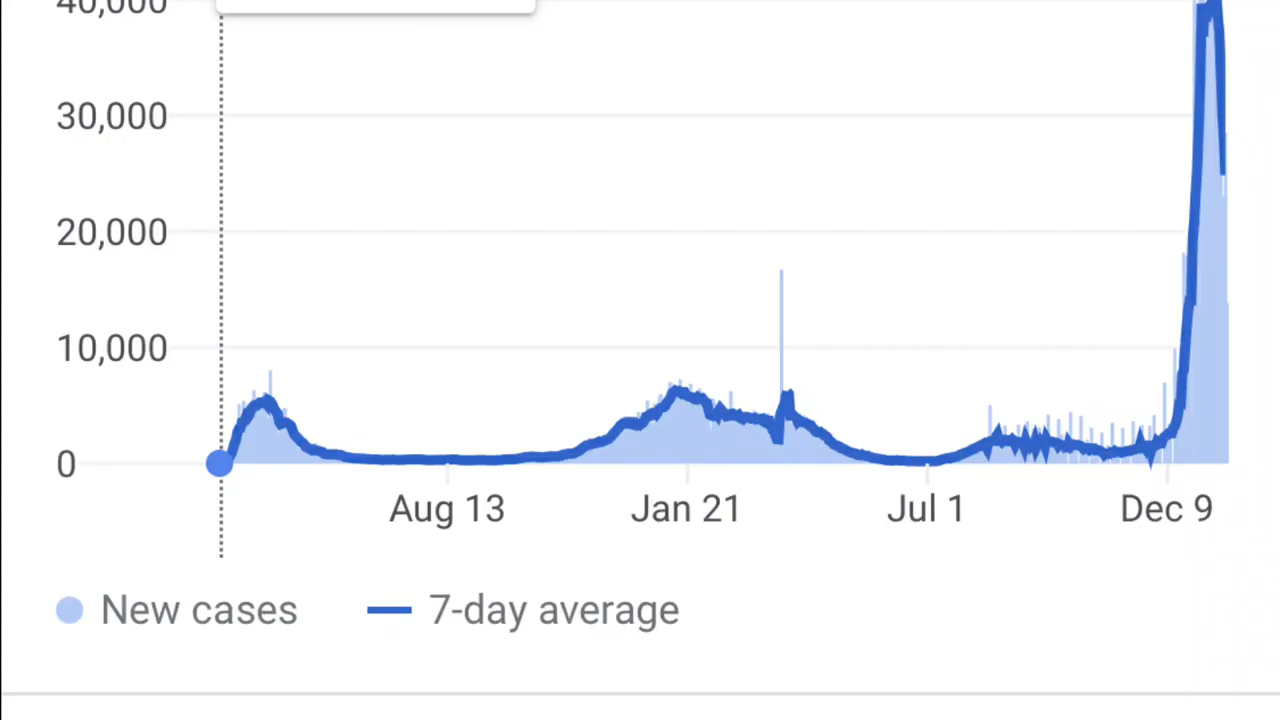 40,000
30,000
20,000
10,000
0
Aug 13 Jan 21 Jul 1 Dec 9
New cases 7-day average